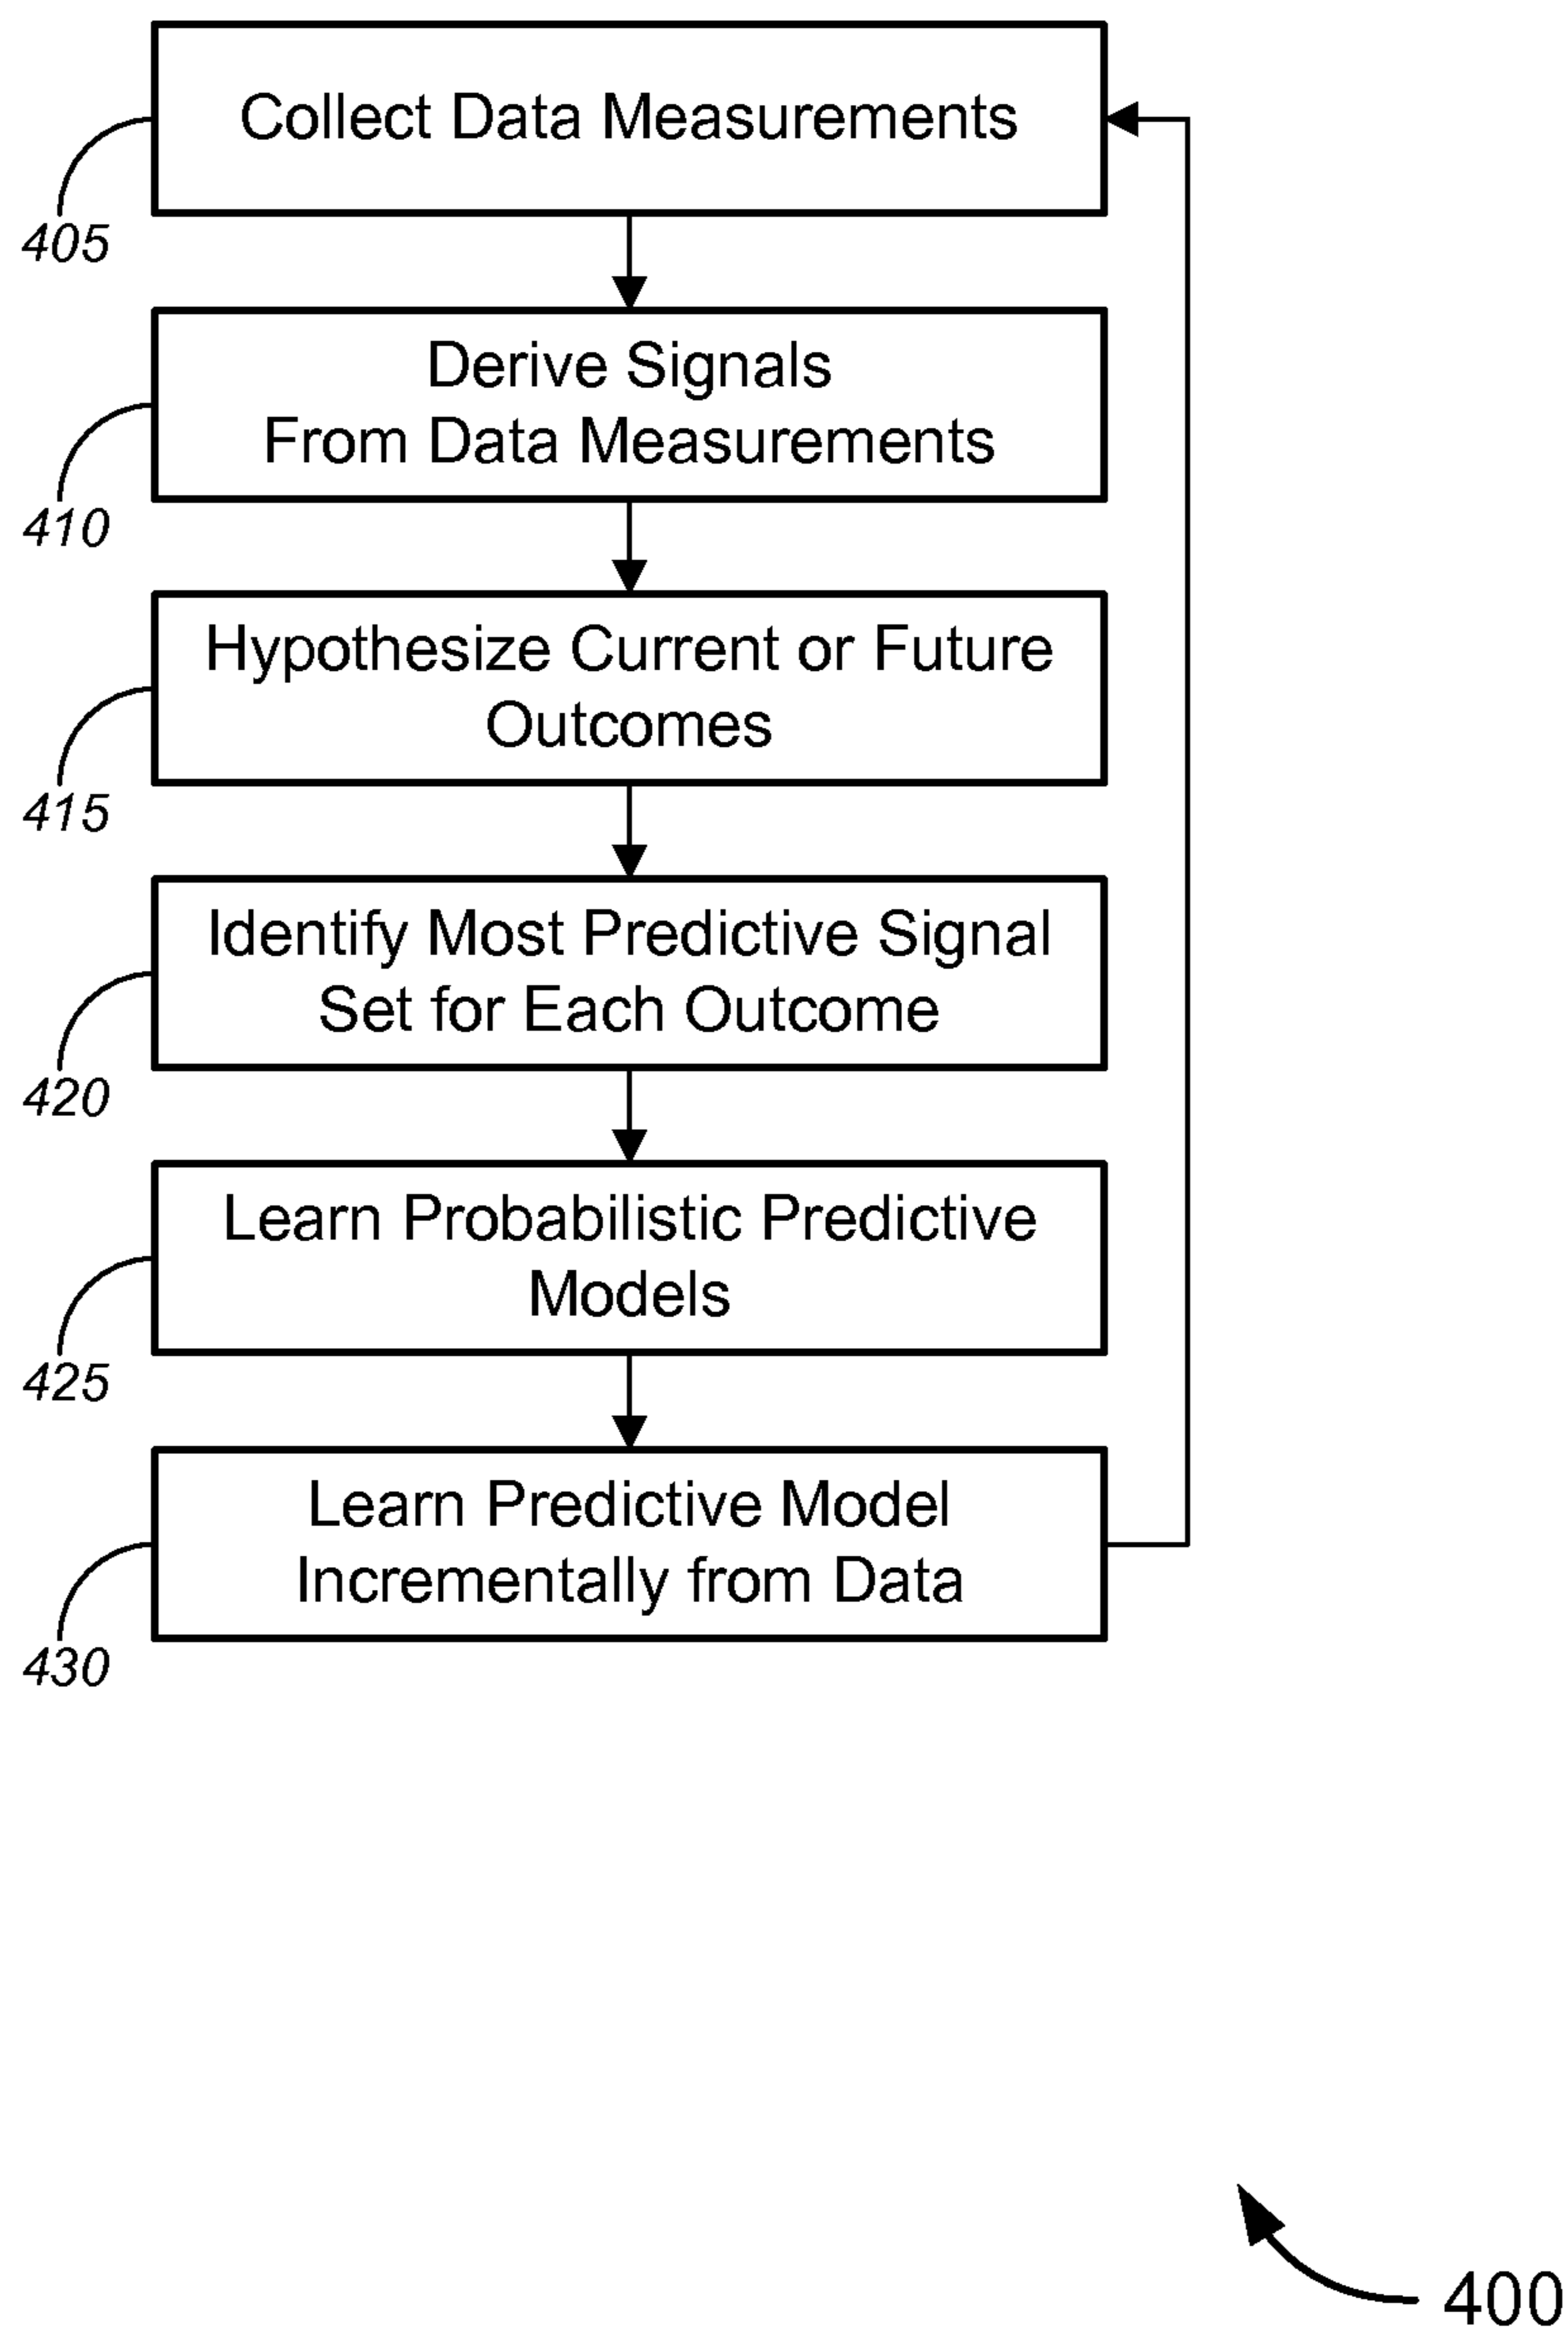 Collect Data Measurements
405
Derive Signals
From Data Measurements
410
Hypothesize Current or Future
Outcomes
415
Identify Most Predictive Signal
Set for Each Outcome
420
Learn Probabilistic Predictive
Models
425
Learn Predictive Model
Incrementally from Data
430
400